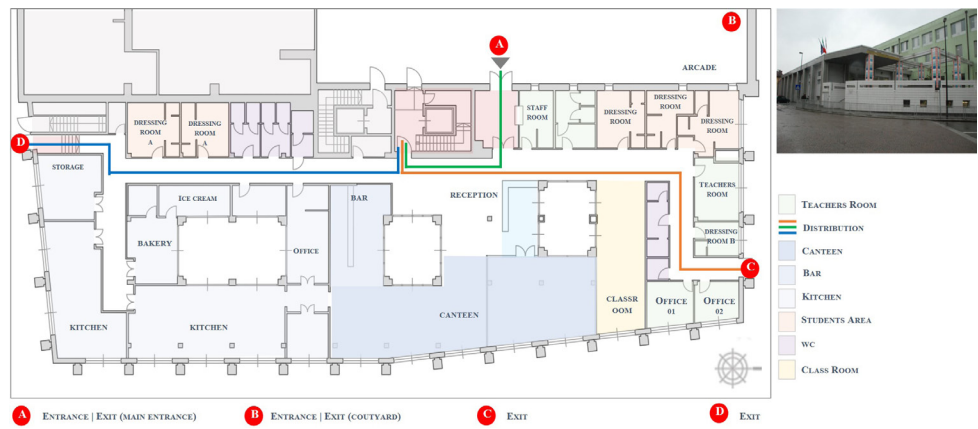 B
A
ARCADE
STAFF
ROOM
DRESSING
ROOM
DRESSING
ROOM
DRESSING
ROOM
DRESSING
ROOM
A
DRESSING
ROOM
A
D
STORAGE
ICE CREAM
BAR
RECEPTION
TEACHERS
ROOM
BAKERY
OFFICE
DRESSING
ROOM B
C
KITCHEN
KITCHEN
CANTEEN
CLASSR
OOM
OFFICE
01
OFFICE
02
TEACHERS ROOM
DISTRIBUTION
CANTEEN
BAR
KITCHEN
STUDENTS AREA
WC
CLASS ROOM
A ENTRANCE | EXIT (MAIN ENTRANCE)
B ENTRANCE | EXIT (COUTYARD)
C EXIT
D EXIT